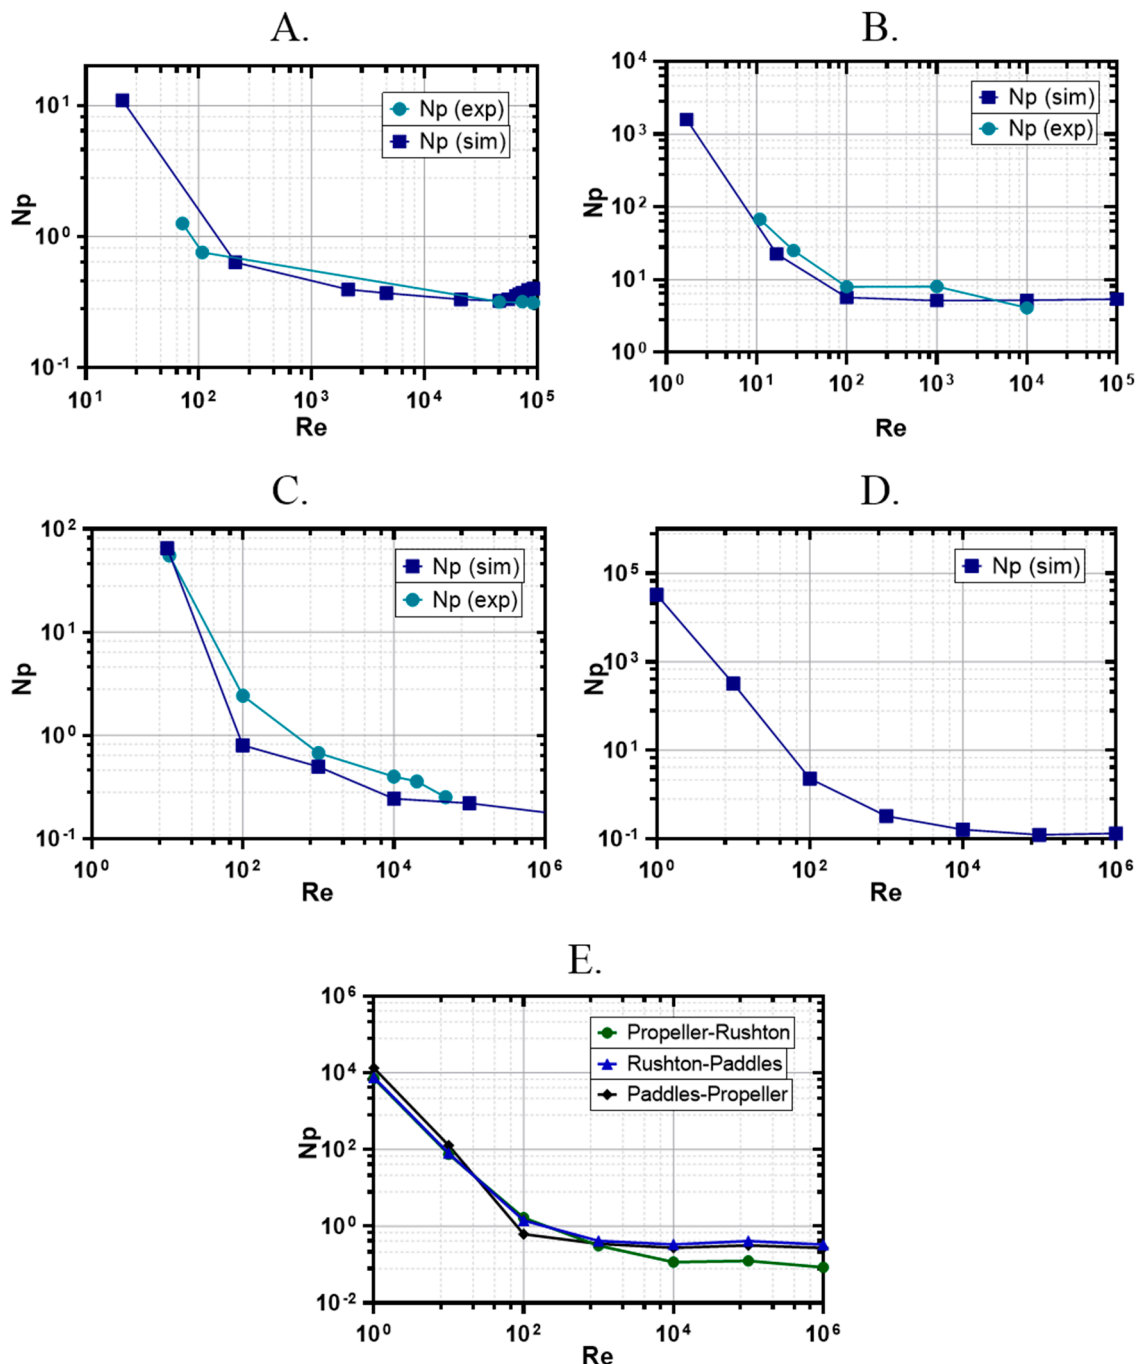 A.
10¹
10⁰
10⁻¹
Np
Np (exp)
Np (sim)
10¹ 10² 10³ 10⁴ 10⁵
Re
B.
10⁴
10³
10²
10¹
10⁰
Np
Np (sim)
Np (exp)
10⁰ 10¹ 10² 10³ 10⁴ 10⁵
Re
C.
10²
10¹
10⁰
10⁻¹
Np
Np (sim)
Np (exp)
10⁰ 10² 10⁴ 10⁶
Re
D.
10⁵
10³
10¹
10⁻¹
Np
Np (sim)
10⁰ 10² 10⁴ 10⁶
Re
E.
10⁶
10⁴
10²
10⁰
10⁻²
Np
Propeller-Rushton
Rushton-Paddles
Paddles-Propeller
10⁰ 10² 10⁴ 10⁶
Re